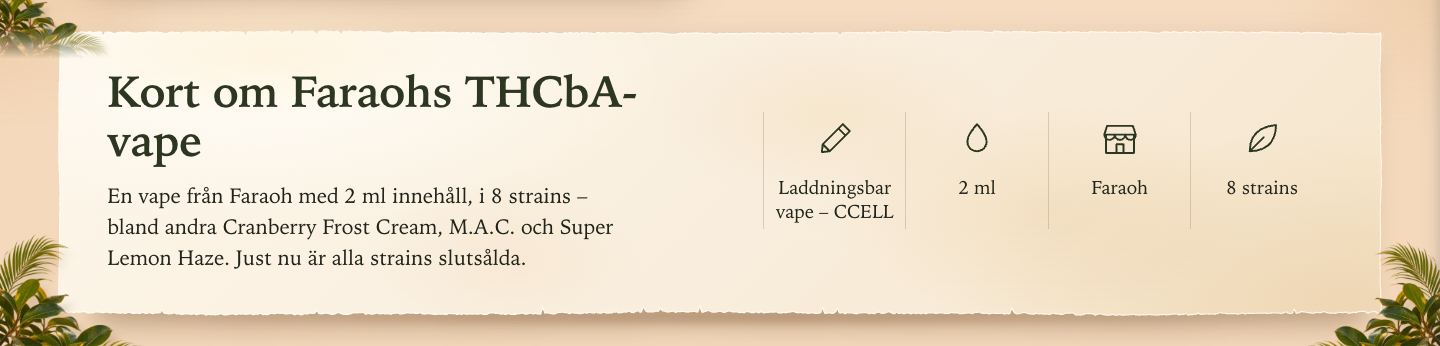 Kort om Faraohs THCbA-
vape
En vape från Faraoh med 2 ml innehåll, i 8 strains –
bland andra Cranberry Frost Cream, M.A.C. och Super
Lemon Haze. Just nu är alla strains slutsålda.
Laddningsbar
vape – CCELL
2 ml
Faraoh
8 strains